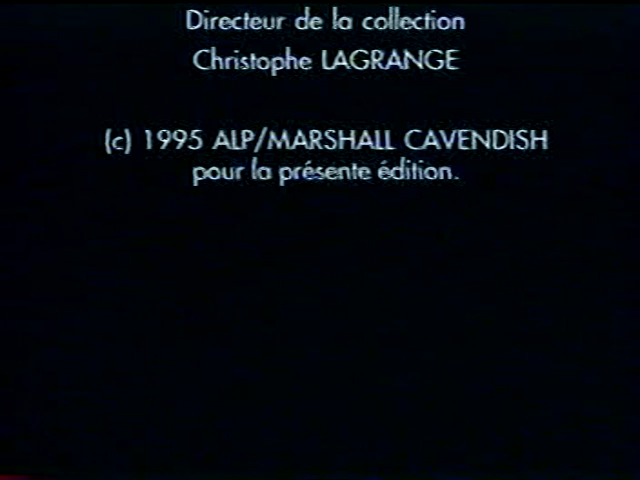 Directeur de la collection
Christophe LAGRANGE
(c) 1995 ALP/MARSHALL CAVENDISH
pour la présente édition.